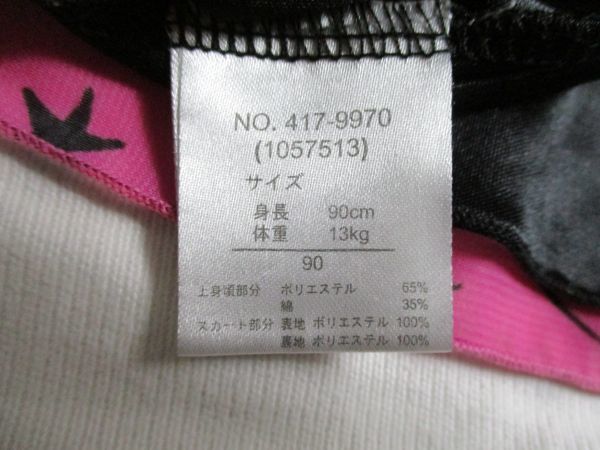 NO. 417-9970
(1057513)
サイズ
身長 90cm
体重 13kg
90
上身頃部分 ポリエステル 65%
綿 35%
スカート部分 表地 ポリエステル 100%
裏地 ポリエステル 100%